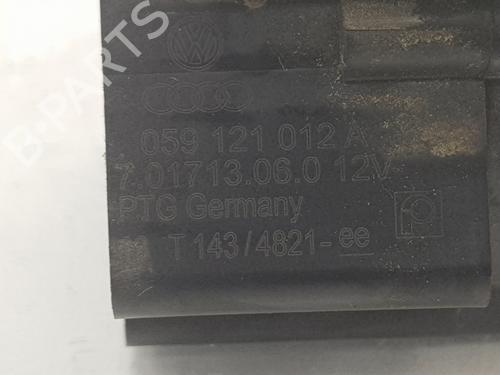 B-PARTS
059 121 012 A
7.01713.06.0 12V
PTG Germany
T 143/4821-ee